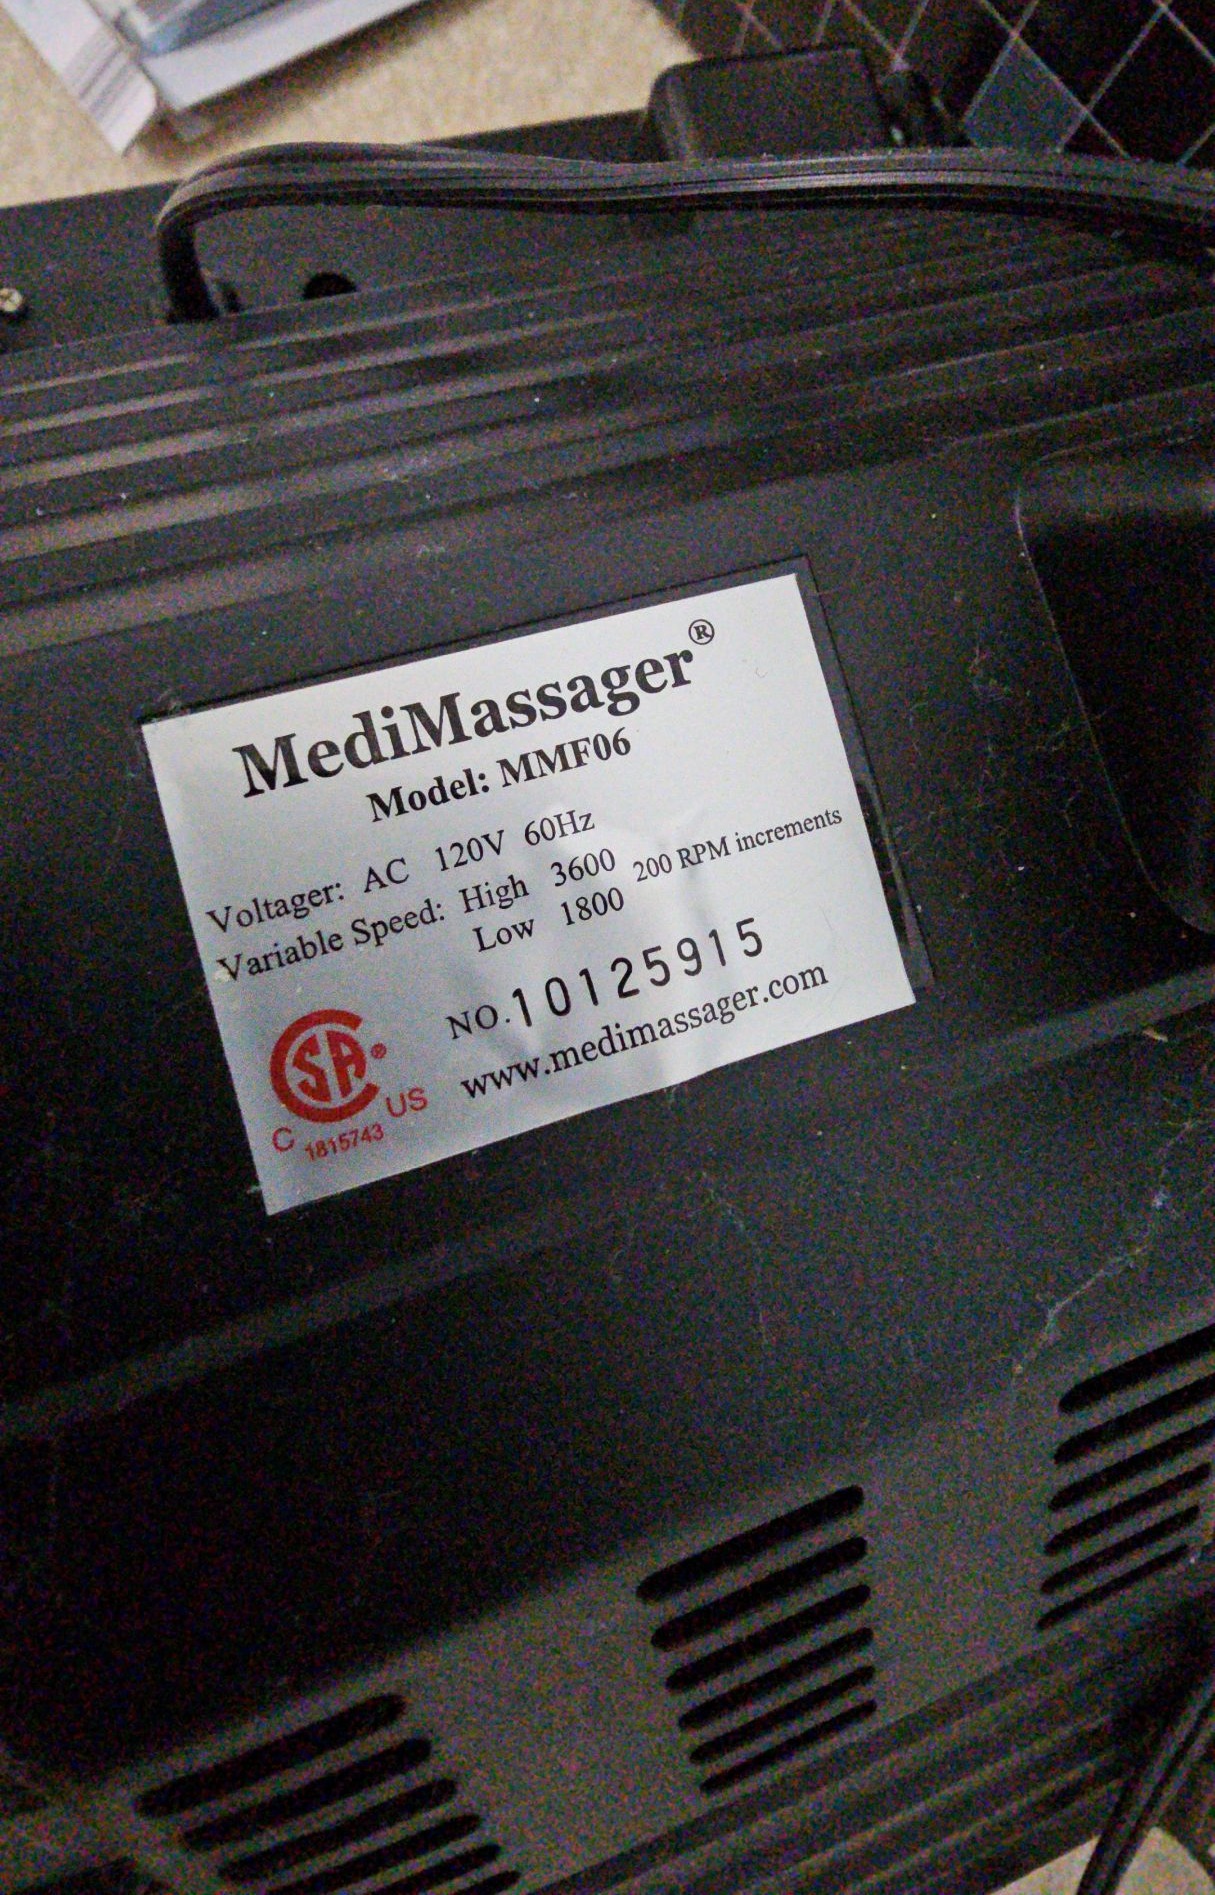 MediMassager®
Model: MMF06
Voltager: AC 120V 60Hz
Variable Speed: High 3600 200 RPM increments
Low 1800
NO. 10125915
www.medimassager.com
SA®
C US
1815743